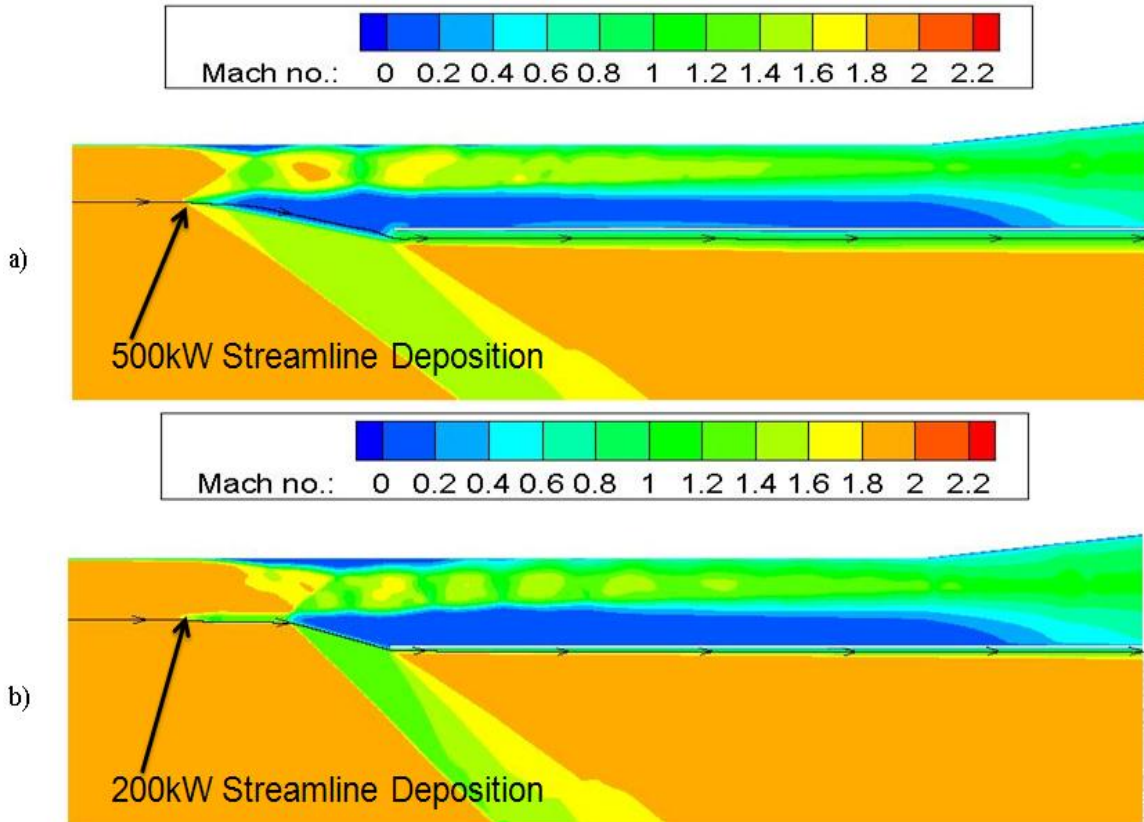 Mach no.: 0 0.2 0.4 0.6 0.8 1 1.2 1.4 1.6 1.8 2 2.2
a)
500kW Streamline Deposition
Mach no.: 0 0.2 0.4 0.6 0.8 1 1.2 1.4 1.6 1.8 2 2.2
b)
200kW Streamline Deposition